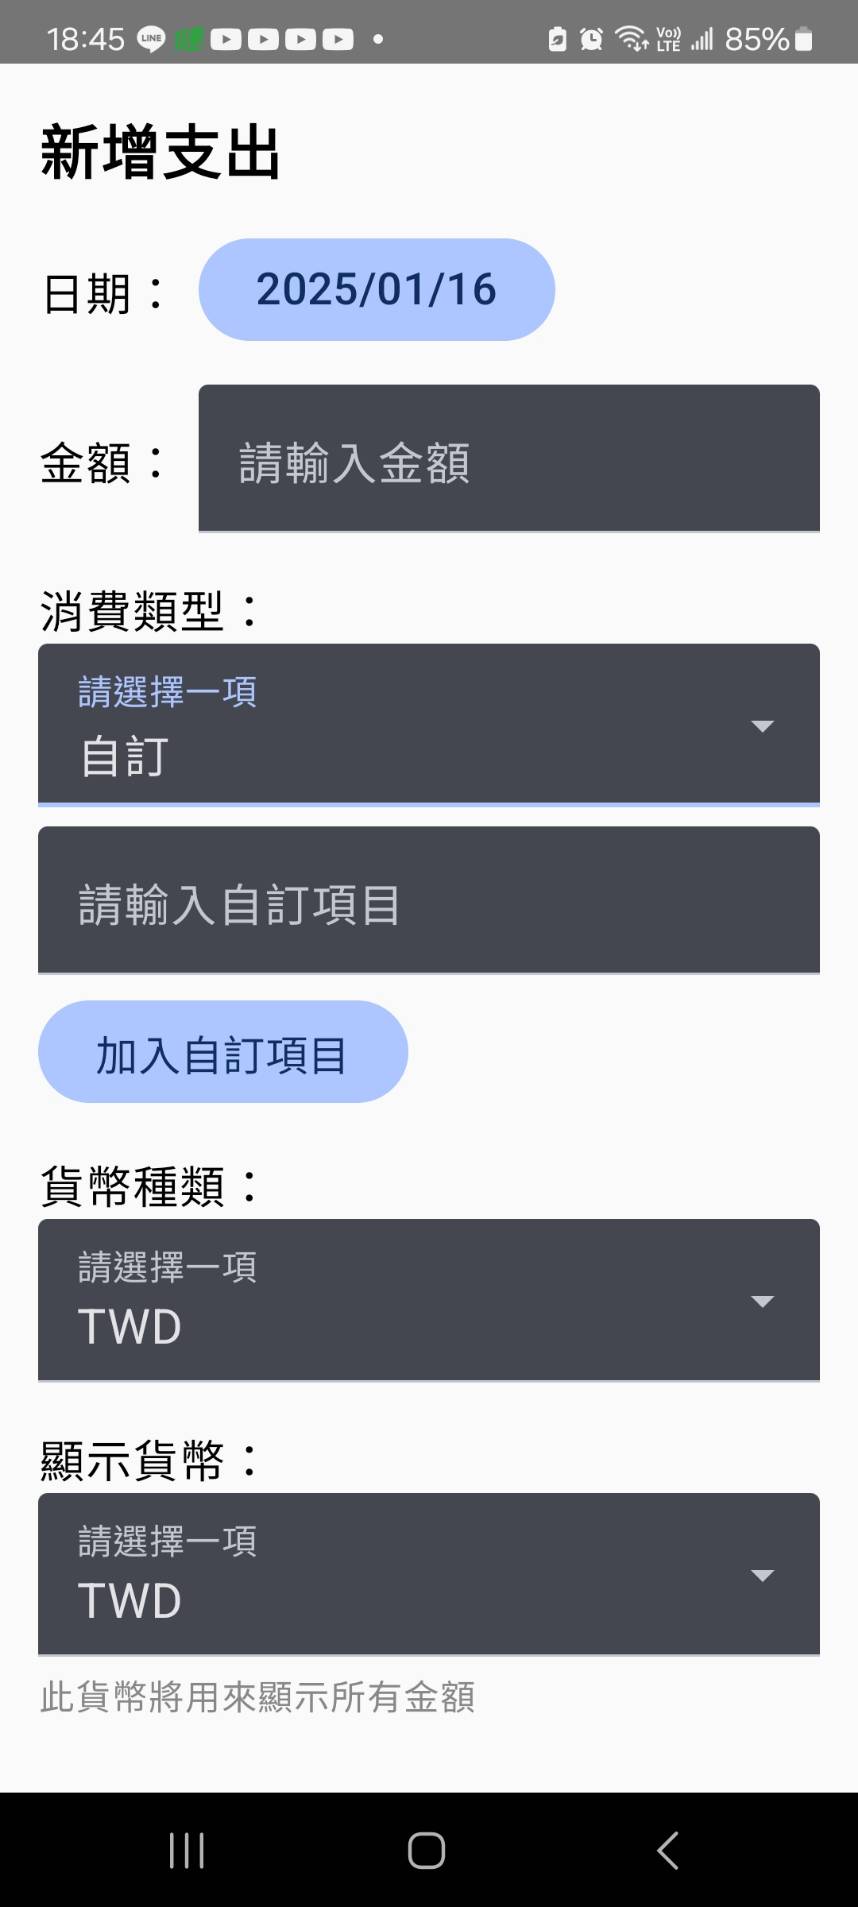 18:45 LINE Vo)) LTE 85%
新增支出
日期： 2025/01/16
金額： 請輸入金額
消費類型：
請選擇一項
自訂
請輸入自訂項目
加入自訂項目
貨幣種類：
請選擇一項
TWD
顯示貨幣：
請選擇一項
TWD
此貨幣將用來顯示所有金額